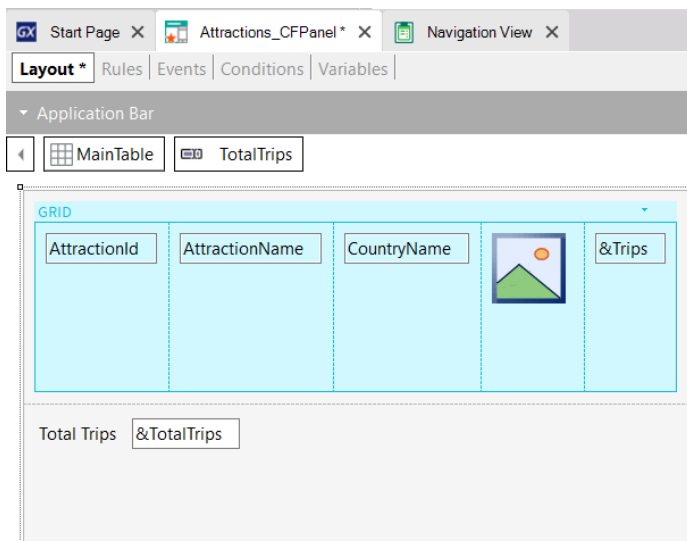 GX Start Page Attractions_CFPanel * Navigation View
Layout * Rules Events Conditions Variables
Application Bar
MainTable TotalTrips
GRID
AttractionId AttractionName CountryName &Trips
Total Trips &TotalTrips